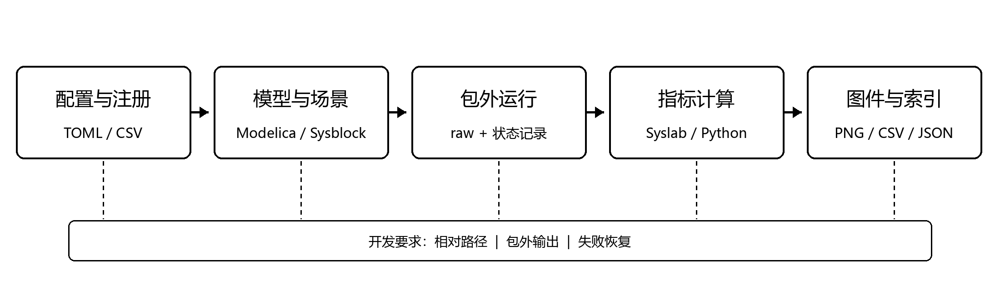 配置与注册
TOML / CSV
模型与场景
Modelica / Sysblock
包外运行
raw + 状态记录
指标计算
Syslab / Python
图件与索引
PNG / CSV / JSON
开发要求：相对路径 | 包外输出 | 失败恢复